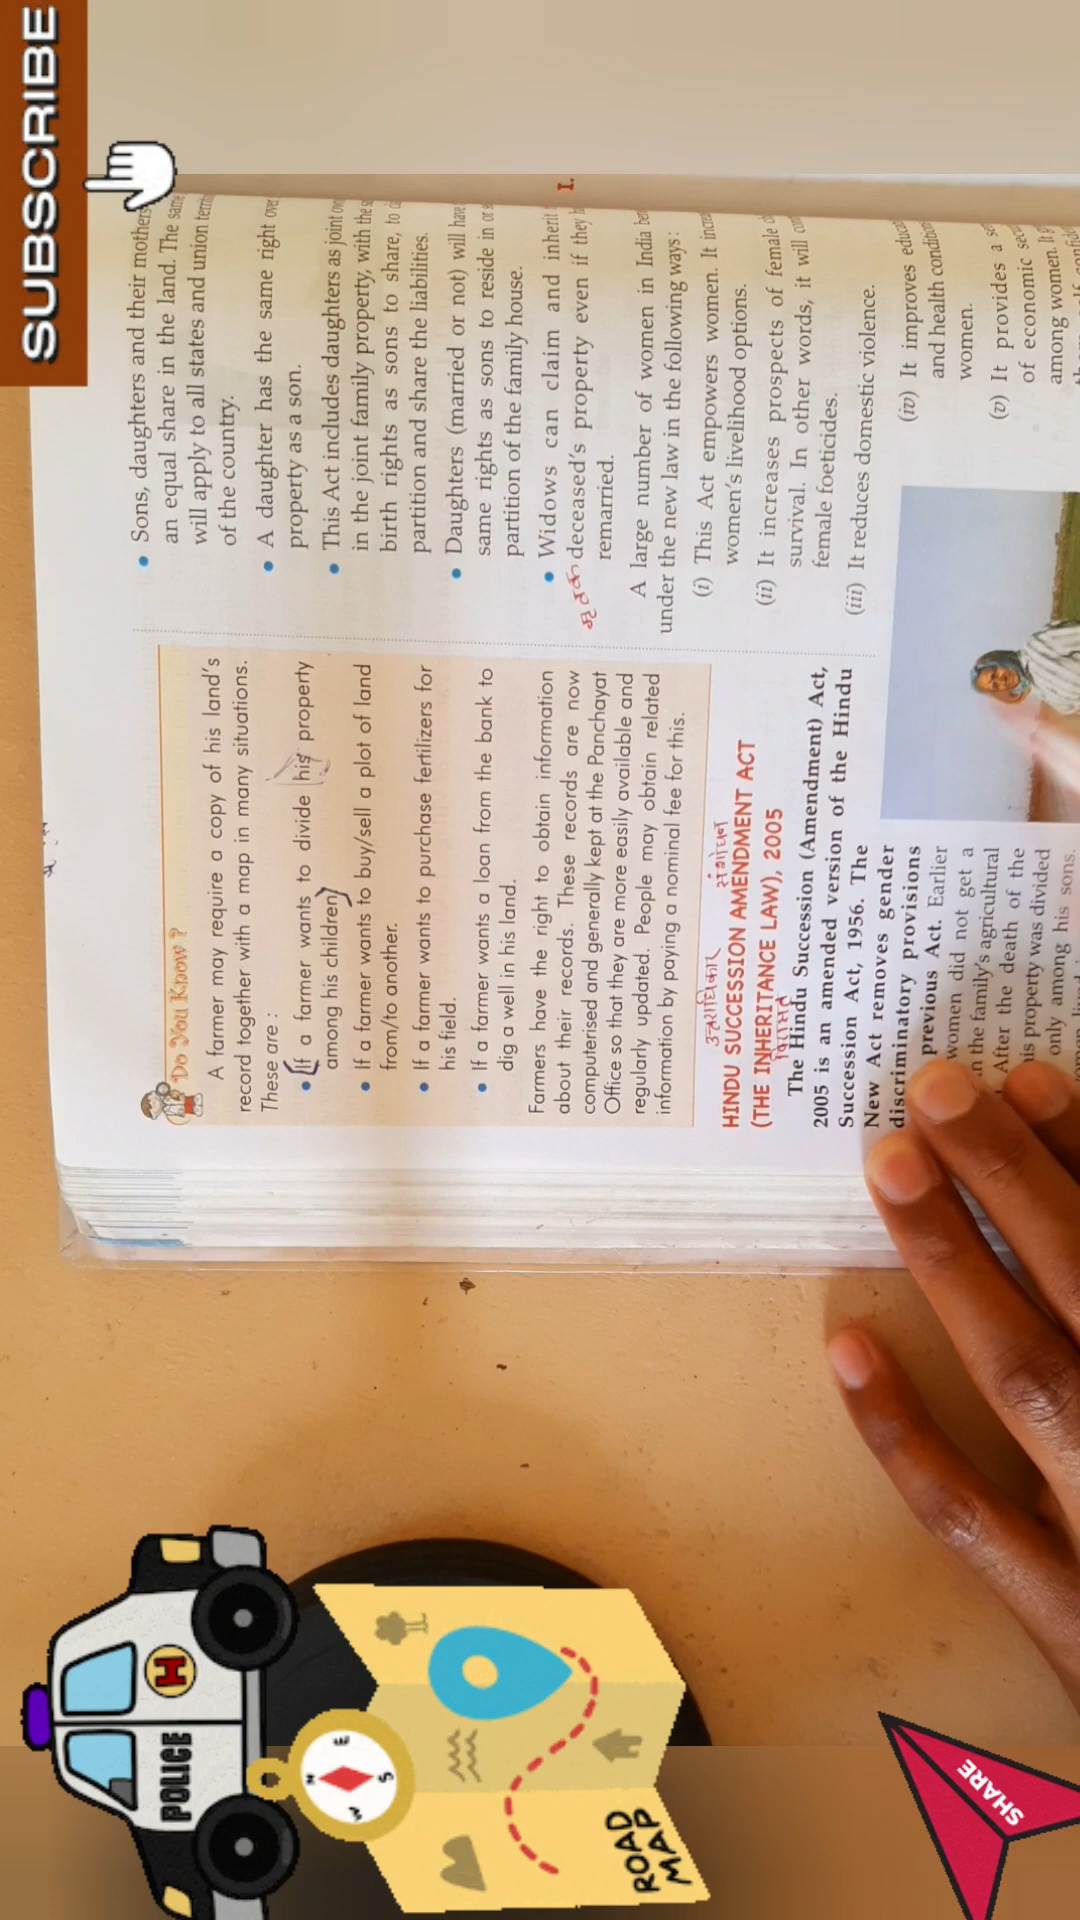 SUBSCRIBE
Do You Know ?
A farmer may require a copy of his land's
record together with a map in many situations.
These are :
• (If a farmer wants to divide his property
among his children)
• If a farmer wants to buy/sell a plot of land
from/to another.
• If a farmer wants to purchase fertilizers for
his field.
• If a farmer wants a loan from the bank to
dig a well in his land.
Farmers have the right to obtain information
about their records. These records are now
computerised and generally kept at the Panchayat
Office so that they are more easily available and
regularly updated. People may obtain related
information by paying a nominal fee for this.
उत्तराधिकार संशोधन
HINDU SUCCESSION AMENDMENT ACT
(THE INHERITANCE LAW), 2005
विरासत
The Hindu Succession (Amendment) Act,
2005 is an amended version of the Hindu
Succession Act, 1956. The
New Act removes gender
discriminatory provisions
previous Act. Earlier
women did not get a
in the family's agricultural
After the death of the
his property was divided
only among his sons.
• Sons, daughters and their mothers
an equal share in the land. The same
will apply to all states and union
of the country.
• A daughter has the same right over
property as a son.
• This Act includes daughters as joint
in the joint family property, with the
birth rights as sons to share, to
partition and share the liabilities.
• Daughters (married or not) will have
same rights as sons to reside in or
partition of the family house.
• Widows can claim and inherit
मृतक deceased's property even if they
remarried.
A large number of women in India
under the new law in the following ways :
(i) This Act empowers women. It
women's livelihood options.
(ii) It increases prospects of female
survival. In other words, it will
female foeticides.
(iii) It reduces domestic violence.
(iv) It improves
and health
women.
(v) It provides a
of economic
among women. It
I.
POLICE
H
N
E
S
W
ROAD
MAP
SHARE